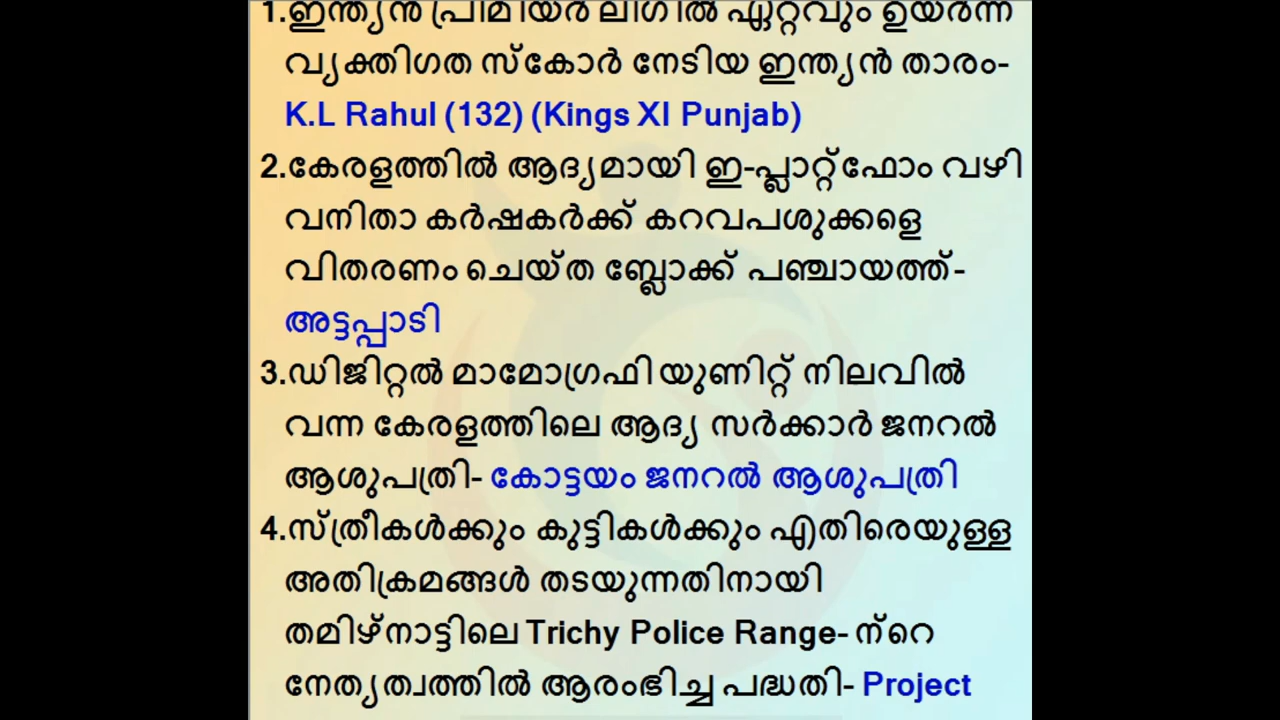 1.ഇന്ത്യൻ പ്രീമിയർ ലീഗിൽ ഏറ്റവും ഉയർന്ന
വ്യക്തിഗത സ്കോർ നേടിയ ഇന്ത്യൻ താരം-
K.L Rahul (132) (Kings XI Punjab)
2.കേരളത്തിൽ ആദ്യമായി ഇ-പ്ലാറ്റ്ഫോം വഴി
വനിതാ കർഷകർക്ക് കറവപശുക്കളെ
വിതരണം ചെയ്ത ബ്ലോക്ക് പഞ്ചായത്ത്-
അട്ടപ്പാടി
3.ഡിജിറ്റൽ മാമോഗ്രഫി യുണിറ്റ് നിലവിൽ
വന്ന കേരളത്തിലെ ആദ്യ സർക്കാർ ജനറൽ
ആശുപത്രി- കോട്ടയം ജനറൽ ആശുപത്രി
4.സ്ത്രീകൾക്കും കുട്ടികൾക്കും എതിരെയുള്ള
അതിക്രമങ്ങൾ തടയുന്നതിനായി
തമിഴ്നാട്ടിലെ Trichy Police Range-ന്റെ
നേതൃത്വത്തിൽ ആരംഭിച്ച പദ്ധതി- Project